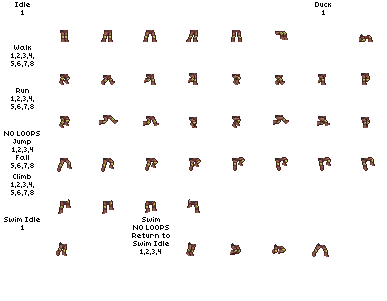 Idle
1
Duck
1
Walk
1,2,3,4,
5,6,7,8
Run
1,2,3,4,
5,6,7,8
NO LOOPS
Jump
1,2,3,4
Fall
5,6,7,8
Climb
1,2,3,4,
5,6,7,8
Swim Idle
1
Swim
NO LOOPS
Return to
Swim Idle
1,2,3,4